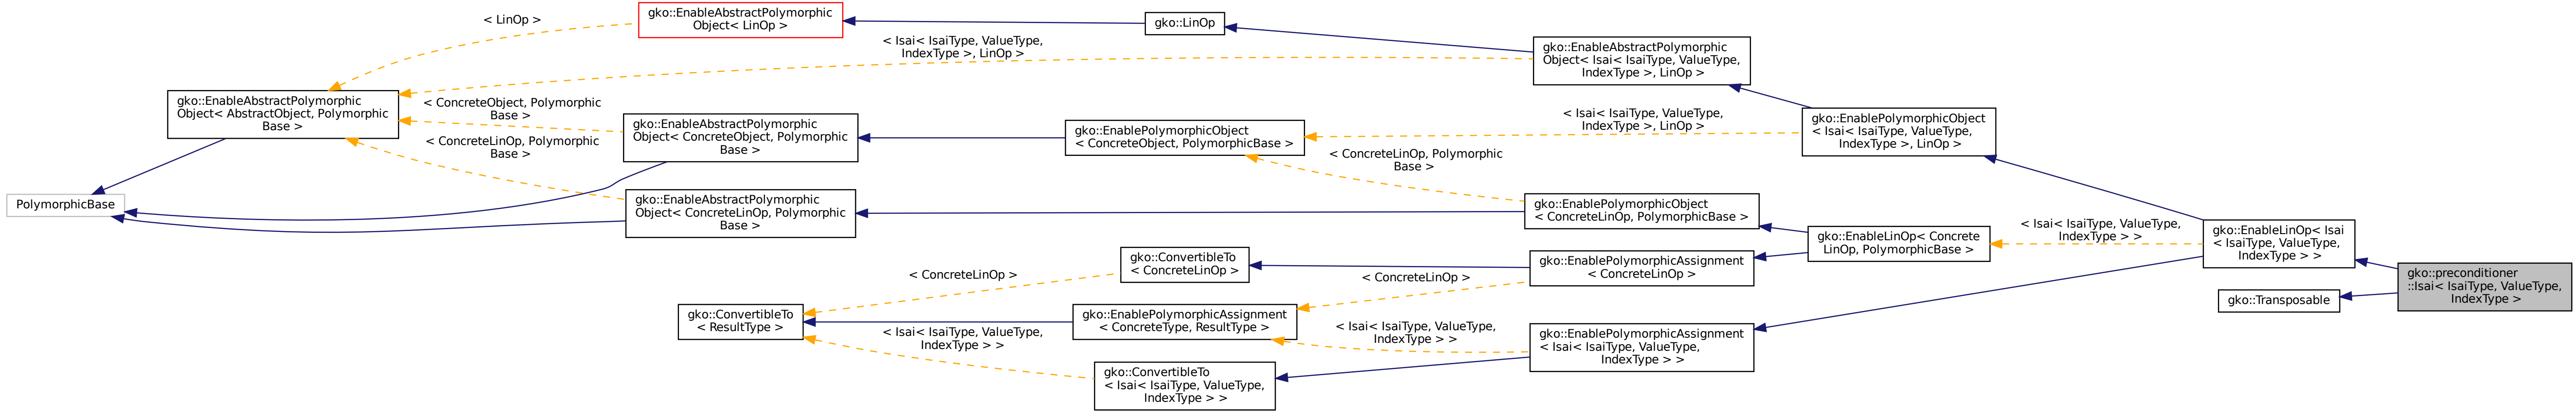 PolymorphicBase
gko::EnableAbstractPolymorphic
Object< AbstractObject, Polymorphic
Base >
< LinOp >
< Isai< IsaiType, ValueType,
IndexType >, LinOp >
< ConcreteObject, Polymorphic
Base >
< ConcreteLinOp, Polymorphic
Base >
gko::EnableAbstractPolymorphic
Object< LinOp >
gko::LinOp
gko::EnableAbstractPolymorphic
Object< Isai< IsaiType, ValueType,
IndexType >, LinOp >
gko::EnableAbstractPolymorphic
Object< ConcreteObject, Polymorphic
Base >
gko::EnablePolymorphicObject
< ConcreteObject, PolymorphicBase >
< Isai< IsaiType, ValueType,
IndexType >, LinOp >
gko::EnablePolymorphicObject
< Isai< IsaiType, ValueType,
IndexType >, LinOp >
< ConcreteLinOp, Polymorphic
Base >
gko::EnableAbstractPolymorphic
Object< ConcreteLinOp, Polymorphic
Base >
gko::EnablePolymorphicObject
< ConcreteLinOp, PolymorphicBase >
gko::EnableLinOp< Concrete
LinOp, PolymorphicBase >
< Isai< IsaiType, ValueType,
IndexType > >
gko::EnableLinOp< Isai
< IsaiType, ValueType,
IndexType > >
gko::ConvertibleTo
< ConcreteLinOp >
gko::EnablePolymorphicAssignment
< ConcreteLinOp >
< ConcreteLinOp >
< ConcreteLinOp >
gko::ConvertibleTo
< ResultType >
gko::EnablePolymorphicAssignment
< ConcreteType, ResultType >
< Isai< IsaiType, ValueType,
IndexType > >
< Isai< IsaiType, ValueType,
IndexType > >
gko::EnablePolymorphicAssignment
< Isai< IsaiType, ValueType,
IndexType > >
gko::ConvertibleTo
< Isai< IsaiType, ValueType,
IndexType > >
gko::Transposable
gko::preconditioner
::Isai< IsaiType, ValueType,
IndexType >